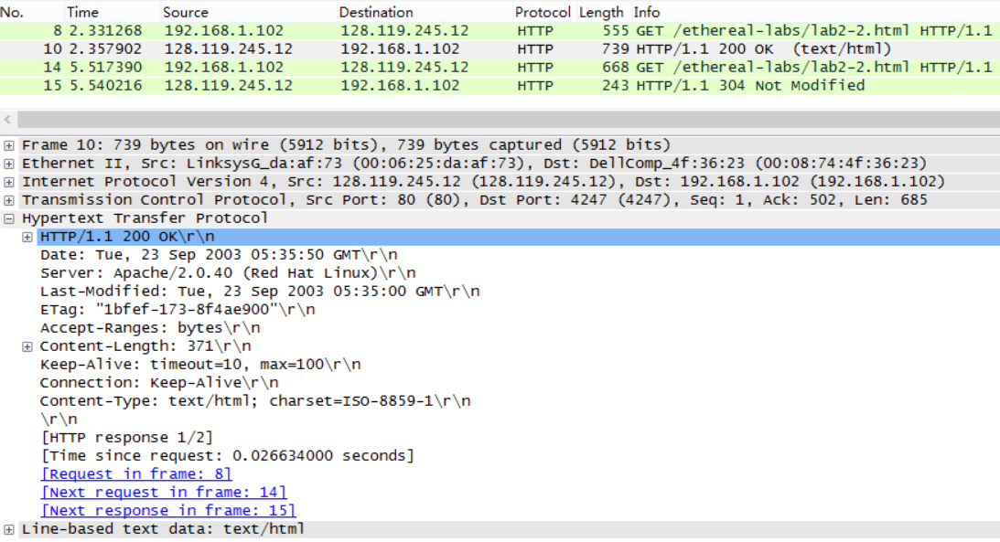 No. Time Source Destination Protocol Length Info
8 2.331268 192.168.1.102 128.119.245.12 HTTP 555 GET /ethereal-labs/lab2-2.html HTTP/1.1
10 2.357902 128.119.245.12 192.168.1.102 HTTP 739 HTTP/1.1 200 OK (text/html)
14 5.517390 192.168.1.102 128.119.245.12 HTTP 668 GET /ethereal-labs/lab2-2.html HTTP/1.1
15 5.540216 128.119.245.12 192.168.1.102 HTTP 243 HTTP/1.1 304 Not Modified
Frame 10: 739 bytes on wire (5912 bits), 739 bytes captured (5912 bits)
Ethernet II, Src: LinksysG_da:af:73 (00:06:25:da:af:73), Dst: DellComp_4f:36:23 (00:08:74:4f:36:23)
Internet Protocol Version 4, Src: 128.119.245.12 (128.119.245.12), Dst: 192.168.1.102 (192.168.1.102)
Transmission Control Protocol, Src Port: 80 (80), Dst Port: 4247 (4247), Seq: 1, Ack: 502, Len: 685
Hypertext Transfer Protocol
HTTP/1.1 200 OK\r\n
Date: Tue, 23 Sep 2003 05:35:50 GMT\r\n
Server: Apache/2.0.40 (Red Hat Linux)\r\n
Last-Modified: Tue, 23 Sep 2003 05:35:00 GMT\r\n
ETag: "1bfef-173-8f4ae900"\r\n
Accept-Ranges: bytes\r\n
Content-Length: 371\r\n
Keep-Alive: timeout=10, max=100\r\n
Connection: Keep-Alive\r\n
Content-Type: text/html; charset=ISO-8859-1\r\n
\r\n
[HTTP response 1/2]
[Time since request: 0.026634000 seconds]
[Request in frame: 8]
[Next request in frame: 14]
[Next response in frame: 15]
Line-based text data: text/html